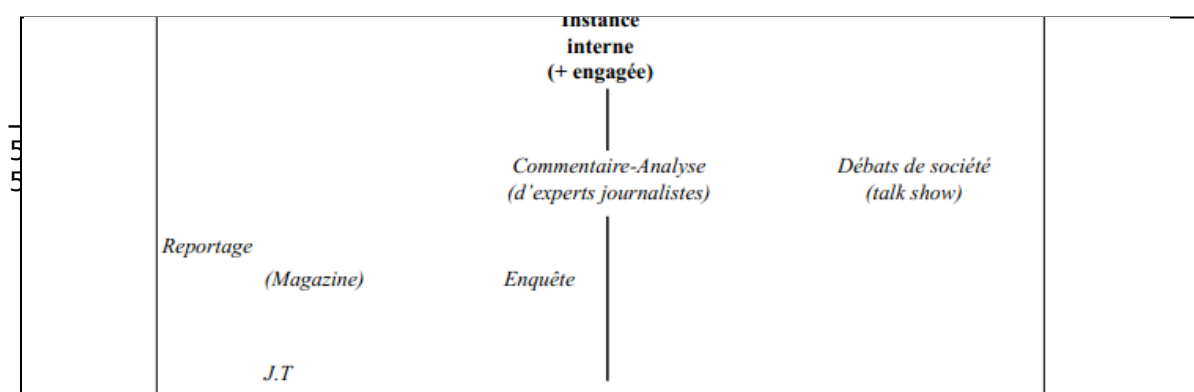 Instance
interne
(+ engagée)
Commentaire-Analyse
(d'experts journalistes)
Débats de société
(talk show)
Reportage
(Magazine)
Enquête
J.T